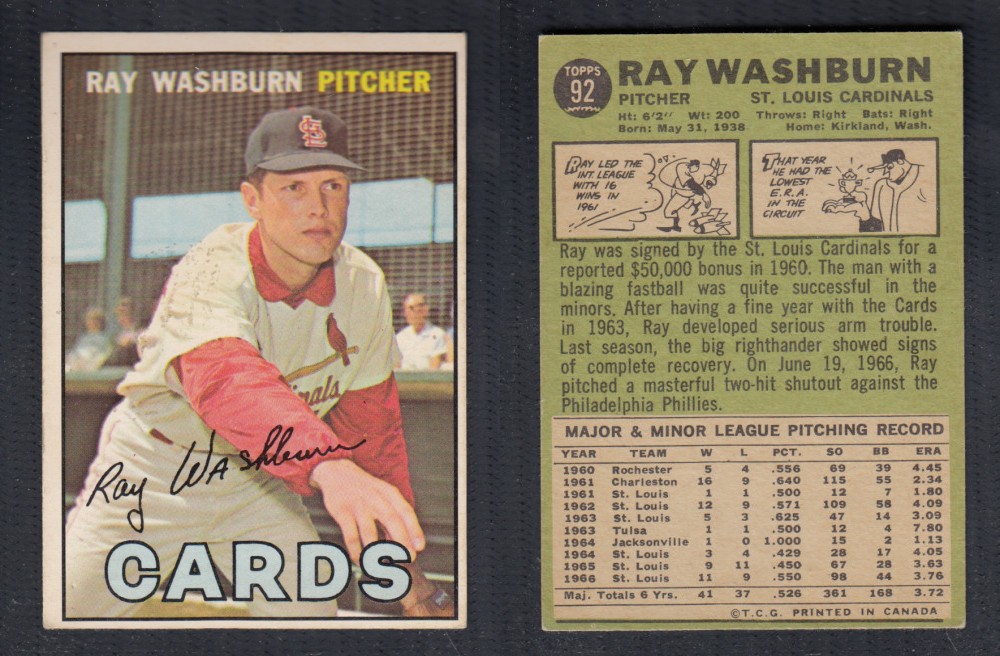 RAY WASHBURN PITCHER
StL
Cardinals
Ray Washburn
CARDS
TOPPS
92
RAY WASHBURN
PITCHER ST. LOUIS CARDINALS
Ht: 6'2" Wt: 200 Throws: Right Bats: Right
Born: May 31, 1938 Home: Kirkland, Wash.
RAY LED THE
INT. LEAGUE
WITH 16
WINS IN
1961
THAT YEAR
HE HAD THE
LOWEST
E.R.A.
IN THE
CIRCUIT
Ray was signed by the St. Louis Cardinals for a
reported $50,000 bonus in 1960. The man with a
blazing fastball was quite successful in the
minors. After having a fine year with the Cards
in 1963, Ray developed serious arm trouble.
Last season, the big righthander showed signs
of complete recovery. On June 19, 1966, Ray
pitched a masterful two-hit shutout against the
Philadelphia Phillies.
MAJOR & MINOR LEAGUE PITCHING RECORD
YEAR TEAM W L PCT. SO BB ERA
1960 Rochester 5 4 .556 69 39 4.45
1961 Charleston 16 9 .640 115 55 2.34
1961 St. Louis 1 1 .500 12 7 1.80
1962 St. Louis 12 9 .571 109 58 4.09
1963 St. Louis 5 3 .625 47 14 3.09
1963 Tulsa 1 1 .500 12 4 7.80
1964 Jacksonville 1 0 1.000 15 2 1.13
1964 St. Louis 3 4 .429 28 17 4.05
1965 St. Louis 9 11 .450 67 28 3.63
1966 St. Louis 11 9 .550 98 44 3.76
Maj. Totals 6 Yrs. 41 37 .526 361 168 3.72
©T.C.G. PRINTED IN CANADA